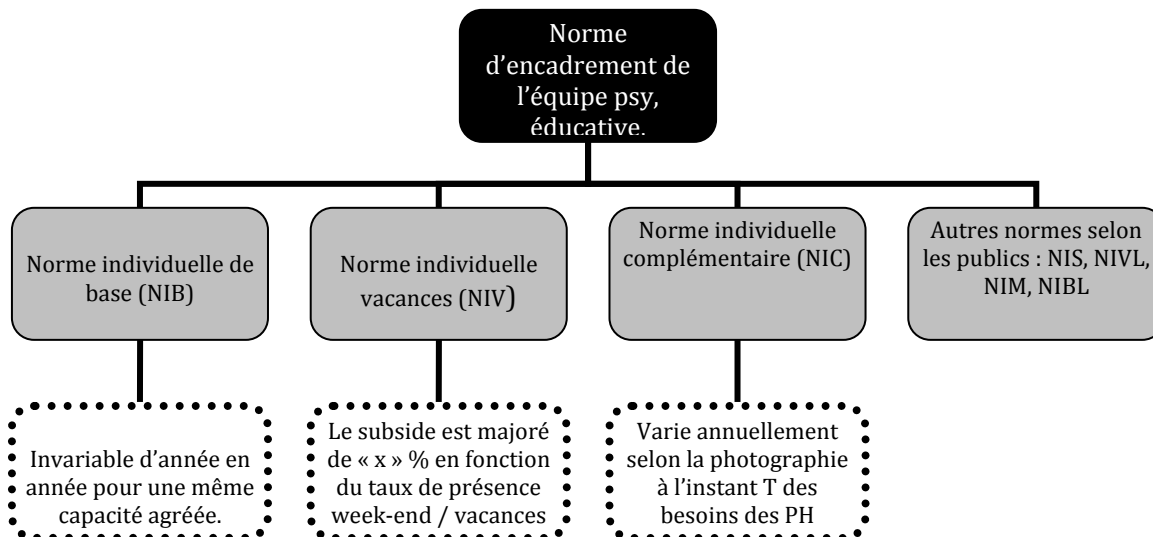 Norme
d’encadrement de
l’équipe psy,
éducative.
Norme individuelle de
base (NIB)
Norme individuelle
vacances (NIV)
Norme individuelle
complémentaire (NIC)
Autres normes selon
les publics : NIS, NIVL,
NIM, NIBL
Invariable d’année en
année pour une même
capacité agréée.
Le subside est majoré
de « x » % en fonction
du taux de présence
week-end / vacances
Varie annuellement
selon la photographie
à l’instant T des
besoins des PH